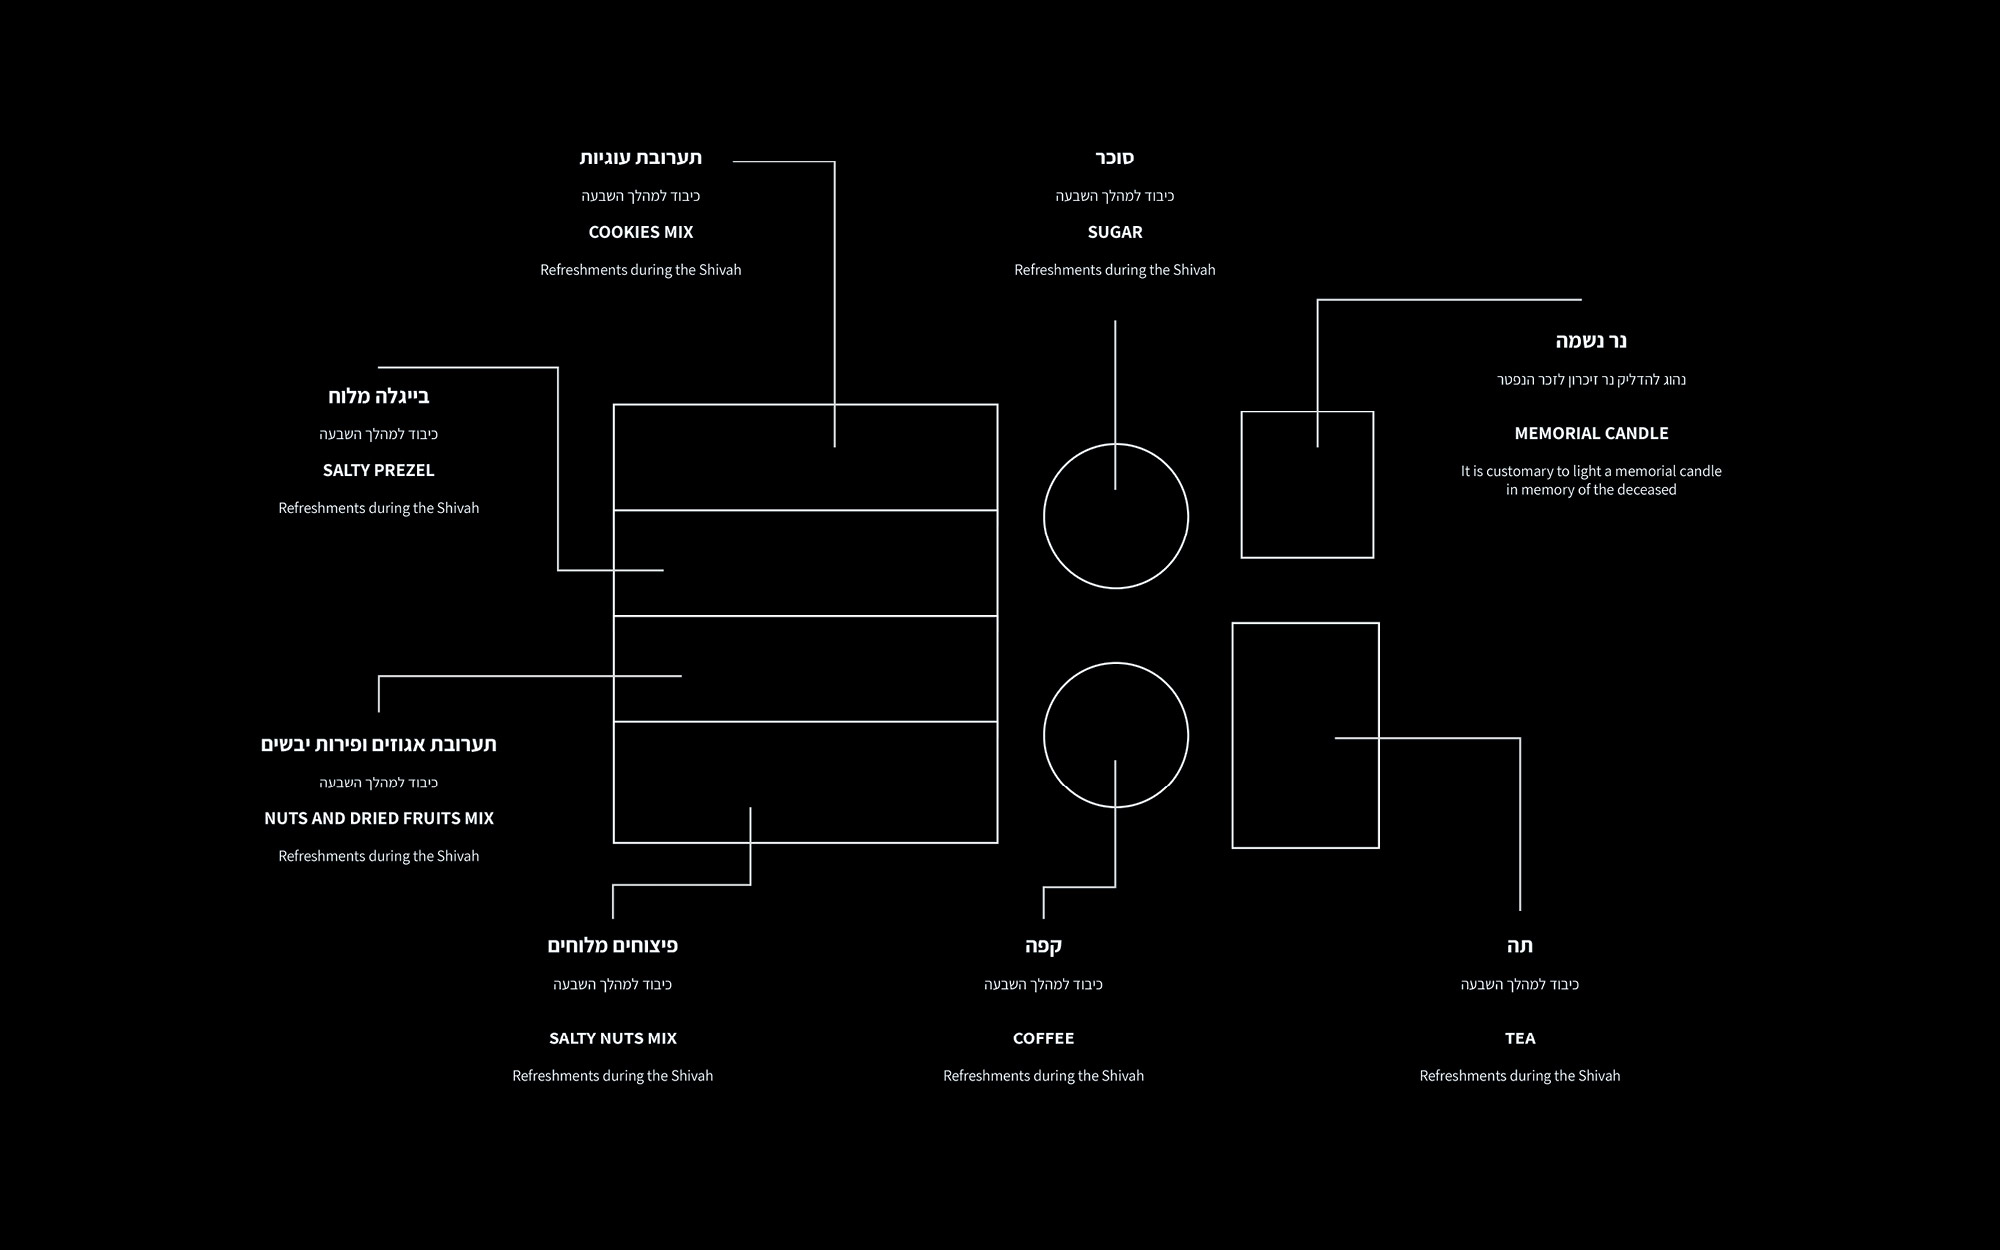 תערובת עוגיות
כיבוד למהלך השבעה
COOKIES MIX
Refreshments during the Shivah
סוכר
כיבוד למהלך השבעה
SUGAR
Refreshments during the Shivah
נר נשמה
נהוג להדליק נר זיכרון לזכר הנפטר
MEMORIAL CANDLE
It is customary to light a memorial candle
in memory of the deceased
בייגלה מלוח
כיבוד למהלך השבעה
SALTY PREZEL
Refreshments during the Shivah
תערובת אגוזים ופירות יבשים
כיבוד למהלך השבעה
NUTS AND DRIED FRUITS MIX
Refreshments during the Shivah
פיצוחים מלוחים
כיבוד למהלך השבעה
SALTY NUTS MIX
Refreshments during the Shivah
קפה
כיבוד למהלך השבעה
COFFEE
Refreshments during the Shivah
תה
כיבוד למהלך השבעה
TEA
Refreshments during the Shivah